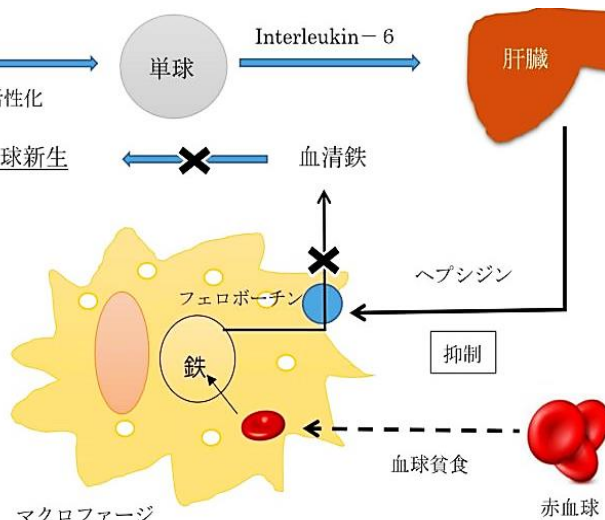 単球
Interleukin－6
肝臓
活性化
球新生
血清鉄
ヘプシジン
フェロポーチン
抑制
鉄
血球貧食
マクロファージ
赤血球